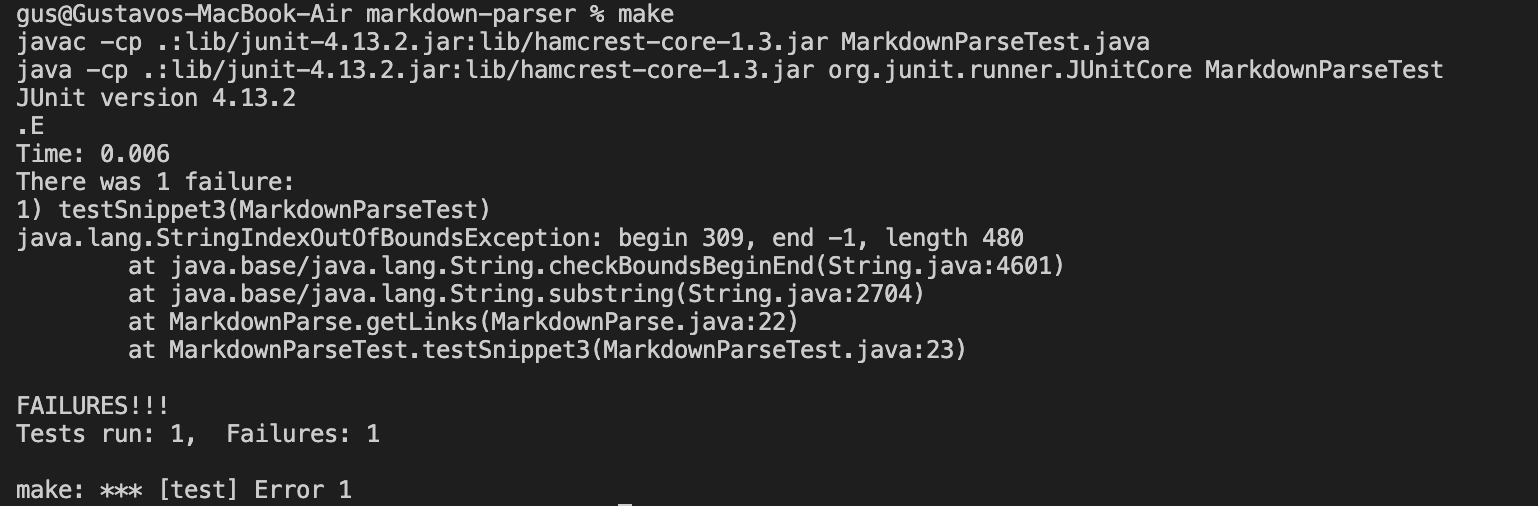 gus@Gustavos-MacBook-Air markdown-parser % make
javac -cp .:lib/junit-4.13.2.jar:lib/hamcrest-core-1.3.jar MarkdownParseTest.java
java -cp .:lib/junit-4.13.2.jar:lib/hamcrest-core-1.3.jar org.junit.runner.JUnitCore MarkdownParseTest
JUnit version 4.13.2
.E
Time: 0.006
There was 1 failure:
1) testSnippet3(MarkdownParseTest)
java.lang.StringIndexOutOfBoundsException: begin 309, end -1, length 480
        at java.base/java.lang.String.checkBoundsBeginEnd(String.java:4601)
        at java.base/java.lang.String.substring(String.java:2704)
        at MarkdownParse.getLinks(MarkdownParse.java:22)
        at MarkdownParseTest.testSnippet3(MarkdownParseTest.java:23)

FAILURES!!!
Tests run: 1,  Failures: 1

make: *** [test] Error 1